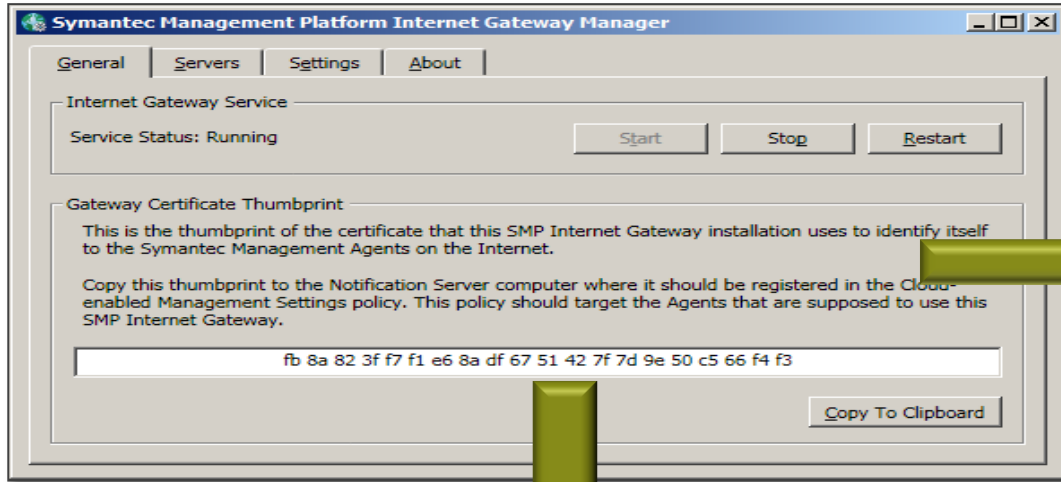 Symantec Management Platform Internet Gateway Manager
General Servers Settings About
Internet Gateway Service
Service Status: Running Start Stop Restart
Gateway Certificate Thumbprint
This is the thumbprint of the certificate that this SMP Internet Gateway installation uses to identify itself
to the Symantec Management Agents on the Internet.
Copy this thumbprint to the Notification Server computer where it should be registered in the Cloud-
enabled Management Settings policy. This policy should target the Agents that are supposed to use this
SMP Internet Gateway.
fb 8a 82 3f f7 f1 e6 8a df 67 51 42 7f 7d 9e 50 c5 66 f4 f3
Copy To Clipboard